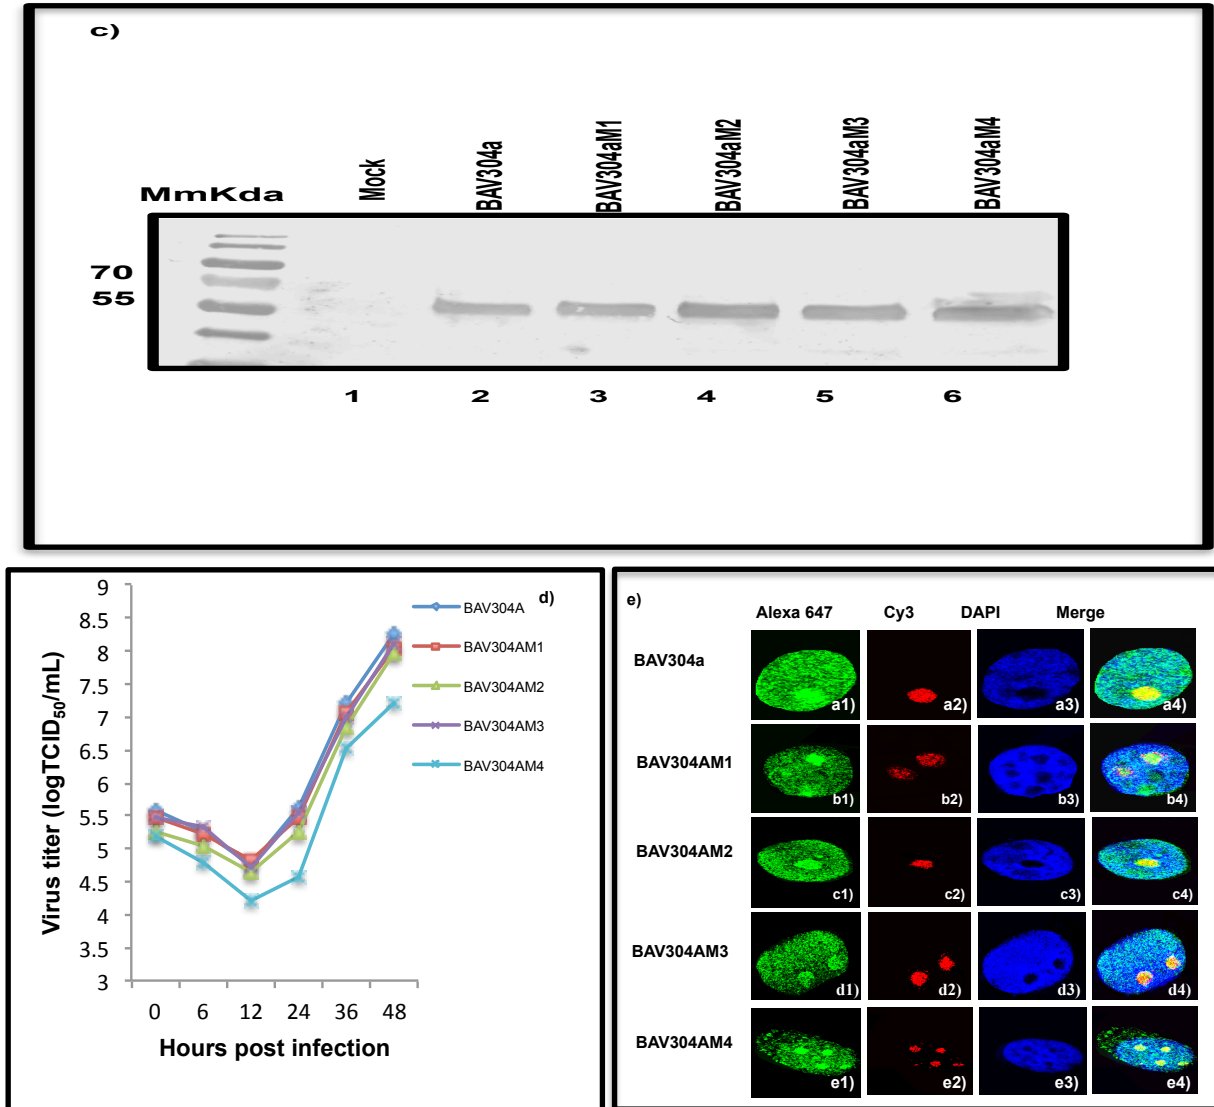 c)
Mock
BAV304a
BAV304aM1
BAV304aM2
BAV304aM3
BAV304aM4
MmKda
70
55
1 2 3 4 5 6
d)
9
8.5
8
7.5
7
6.5
6
5.5
5
4.5
4
3.5
3
Virus titer (logTCID50/mL)
0 6 12 24 36 48
Hours post infection
BAV304A
BAV304AM1
BAV304AM2
BAV304AM3
BAV304AM4
e)
Alexa 647 Cy3 DAPI Merge
BAV304a
a1) a2) a3) a4)
BAV304AM1
b1) b2) b3) b4)
BAV304AM2
c1) c2) c3) c4)
BAV304AM3
d1) d2) d3) d4)
BAV304AM4
e1) e2) e3) e4)